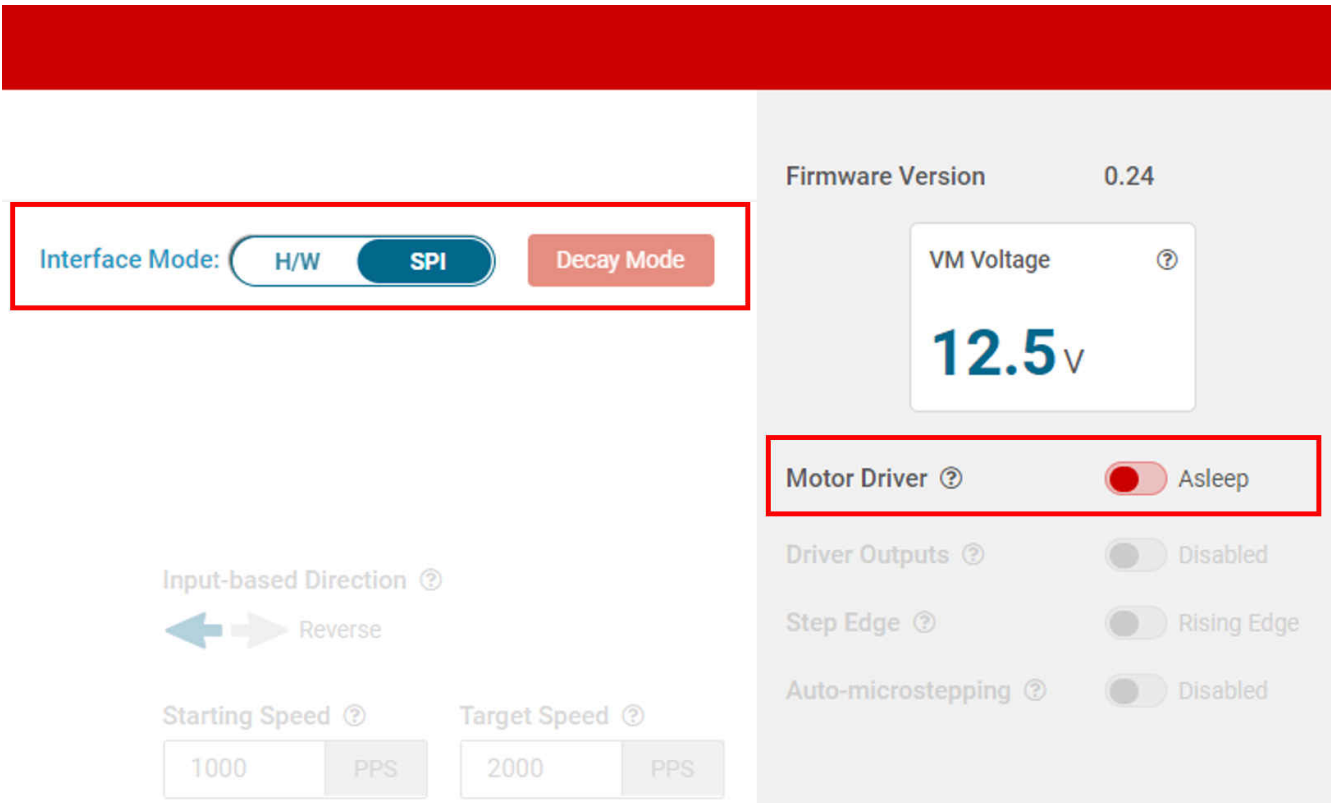 Firmware Version 0.24
Interface Mode: H/W SPI Decay Mode
VM Voltage ?
12.5 V
Motor Driver ? Asleep
Driver Outputs ? Disabled
Input-based Direction ?
Reverse
Step Edge ? Rising Edge
Auto-microstepping ? Disabled
Starting Speed ? Target Speed ?
1000 PPS 2000 PPS